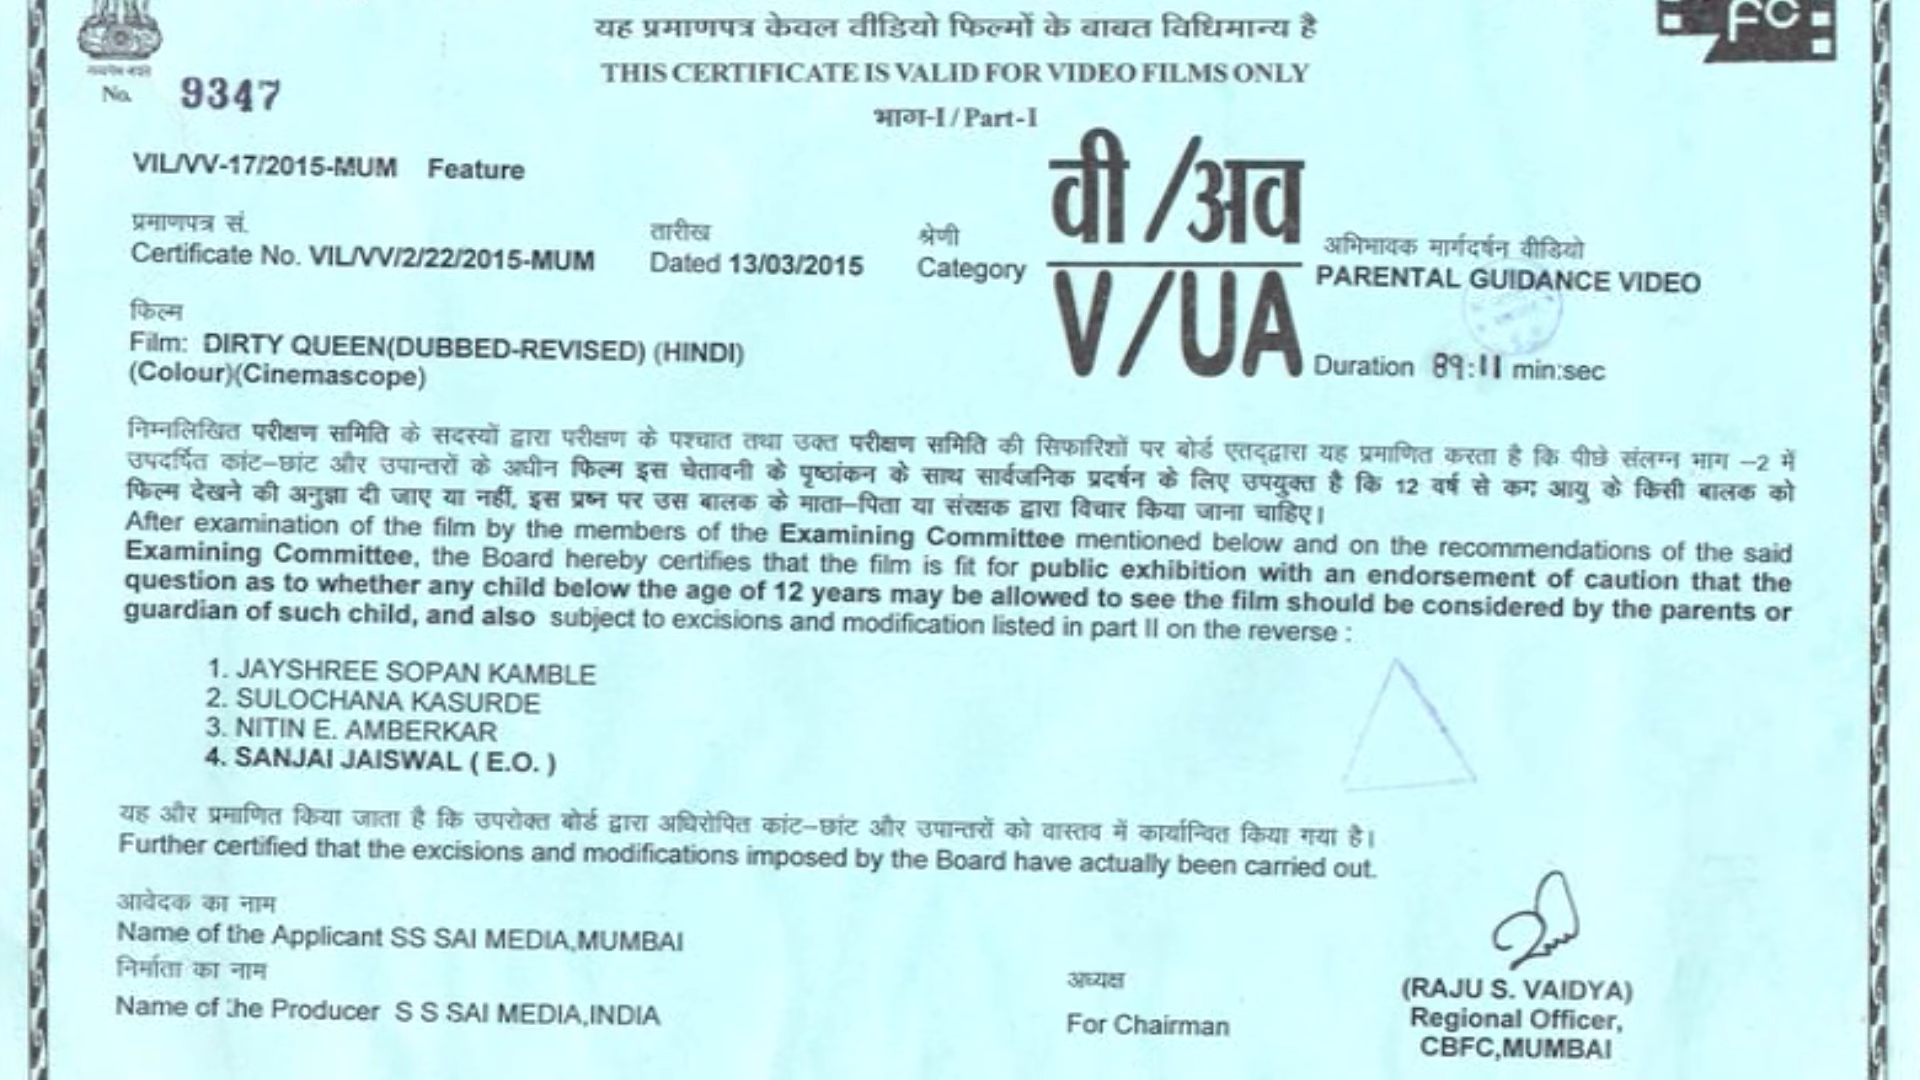 यह प्रमाणपत्र केवल वीडियो फिल्मों के बाबत विधिमान्य है
FC
THIS CERTIFICATE IS VALID FOR VIDEO FILMS ONLY
No. 9347
भाग-I / Part-I
VIL/VV-17/2015-MUM Feature
प्रमाणपत्र सं. तारीख श्रेणी वी/अव अभिभावक मार्गदर्षन वीडियो
Certificate No. VIL/VV/2/22/2015-MUM Dated 13/03/2015 Category V/UA PARENTAL GUIDANCE VIDEO
फिल्म
Film: DIRTY QUEEN(DUBBED-REVISED) (HINDI)
(Colour)(Cinemascope) Duration 89:11 min:sec
निम्नलिखित परीक्षण समिति के सदस्यों द्वारा परीक्षण के पश्चात तथा उक्त परीक्षण समिति की सिफारिशों पर बोर्ड एतद्द्वारा यह प्रमाणित करता है कि पीछे संलग्न भाग –2 में
उपदर्षित कांट–छांट और उपान्तरों के अधीन फिल्म इस चेतावनी के पृष्ठांकन के साथ सार्वजनिक प्रदर्षन के लिए उपयुक्त है कि 12 वर्ष से कम आयु के किसी बालक को
फिल्म देखने की अनुज्ञा दी जाए या नहीं, इस प्रष्न पर उस बालक के माता–पिता या संरक्षक द्वारा विचार किया जाना चाहिए।
After examination of the film by the members of the Examining Committee mentioned below and on the recommendations of the said
Examining Committee, the Board hereby certifies that the film is fit for public exhibition with an endorsement of caution that the
question as to whether any child below the age of 12 years may be allowed to see the film should be considered by the parents or
guardian of such child, and also subject to excisions and modification listed in part II on the reverse :
1. JAYSHREE SOPAN KAMBLE
2. SULOCHANA KASURDE
3. NITIN E. AMBERKAR
4. SANJAI JAISWAL ( E.O. )
यह और प्रमाणित किया जाता है कि उपरोक्त बोर्ड द्वारा अधिरोपित कांट–छांट और उपान्तरों को वास्तव में कार्यान्वित किया गया है।
Further certified that the excisions and modifications imposed by the Board have actually been carried out.
आवेदक का नाम
Name of the Applicant SS SAI MEDIA,MUMBAI
निर्माता का नाम
Name of the Producer S S SAI MEDIA,INDIA
अध्यक्ष
For Chairman
(RAJU S. VAIDYA)
Regional Officer,
CBFC,MUMBAI